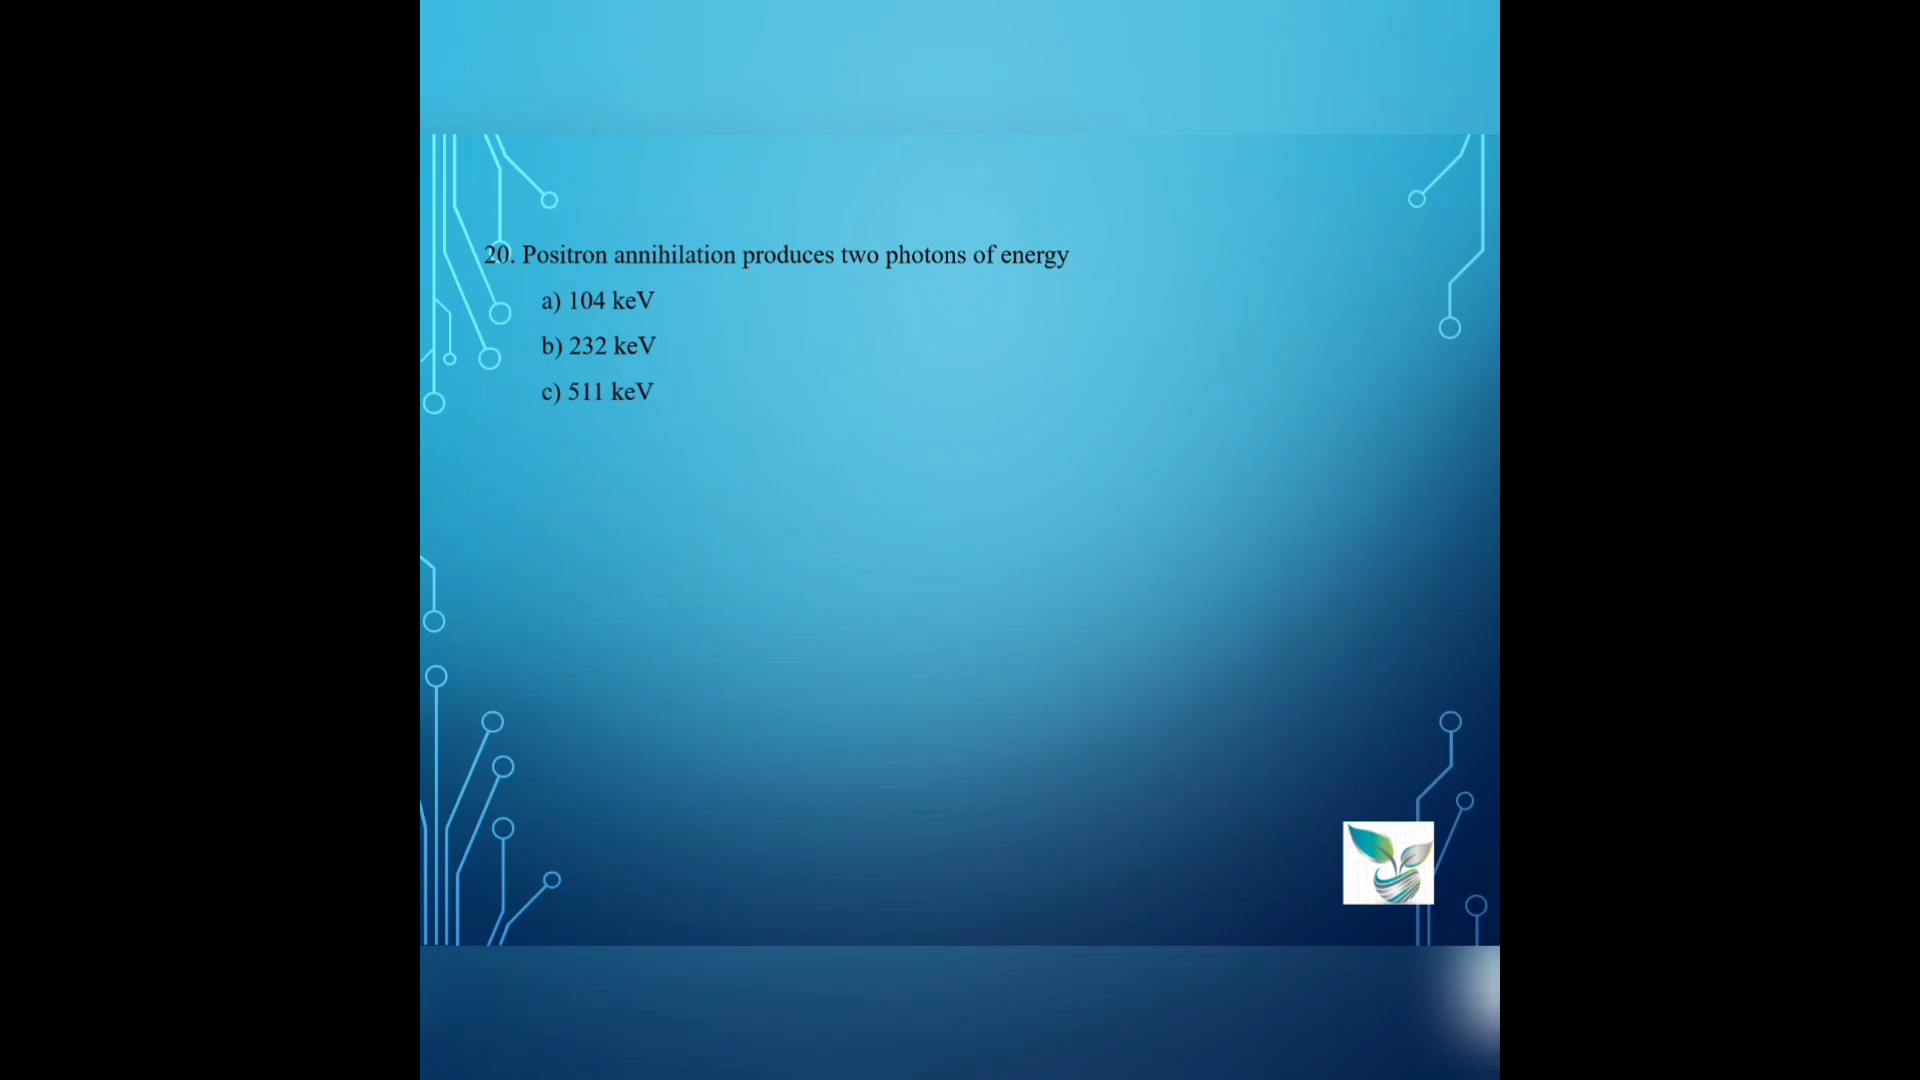 20. Positron annihilation produces two photons of energy
a) 104 keV
b) 232 keV
c) 511 keV